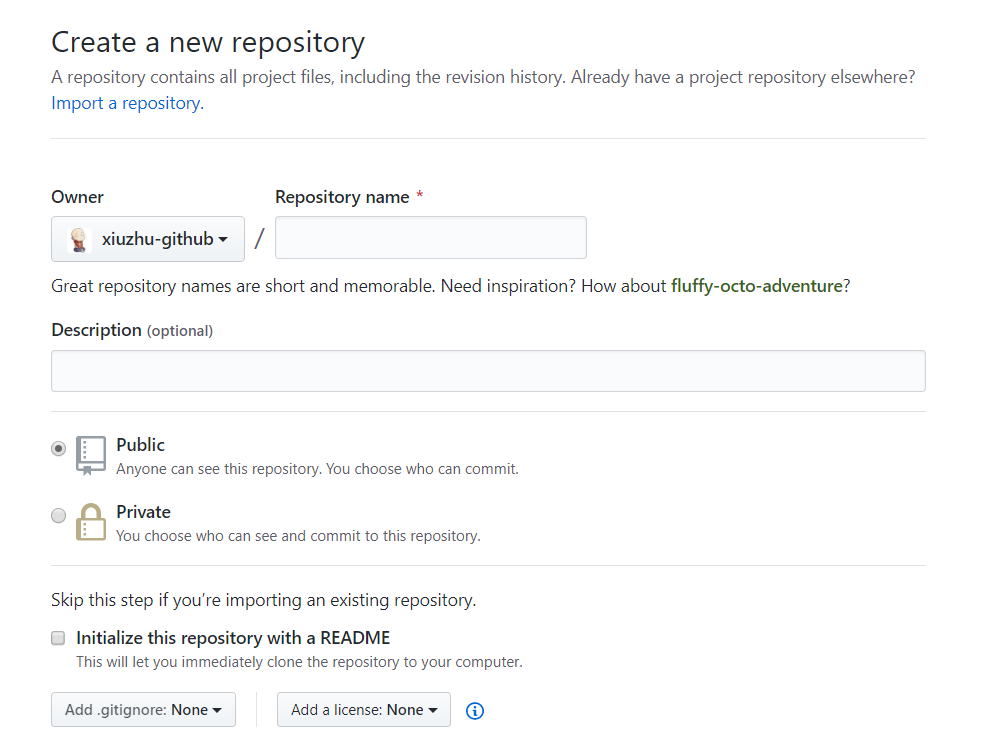 Create a new repository
A repository contains all project files, including the revision history. Already have a project repository elsewhere?
Import a repository.
Owner
Repository name *
xiuzhu-github
/
Great repository names are short and memorable. Need inspiration? How about fluffy-octo-adventure?
Description (optional)
Public
Anyone can see this repository. You choose who can commit.
Private
You choose who can see and commit to this repository.
Skip this step if you’re importing an existing repository.
Initialize this repository with a README
This will let you immediately clone the repository to your computer.
Add .gitignore: None
Add a license: None